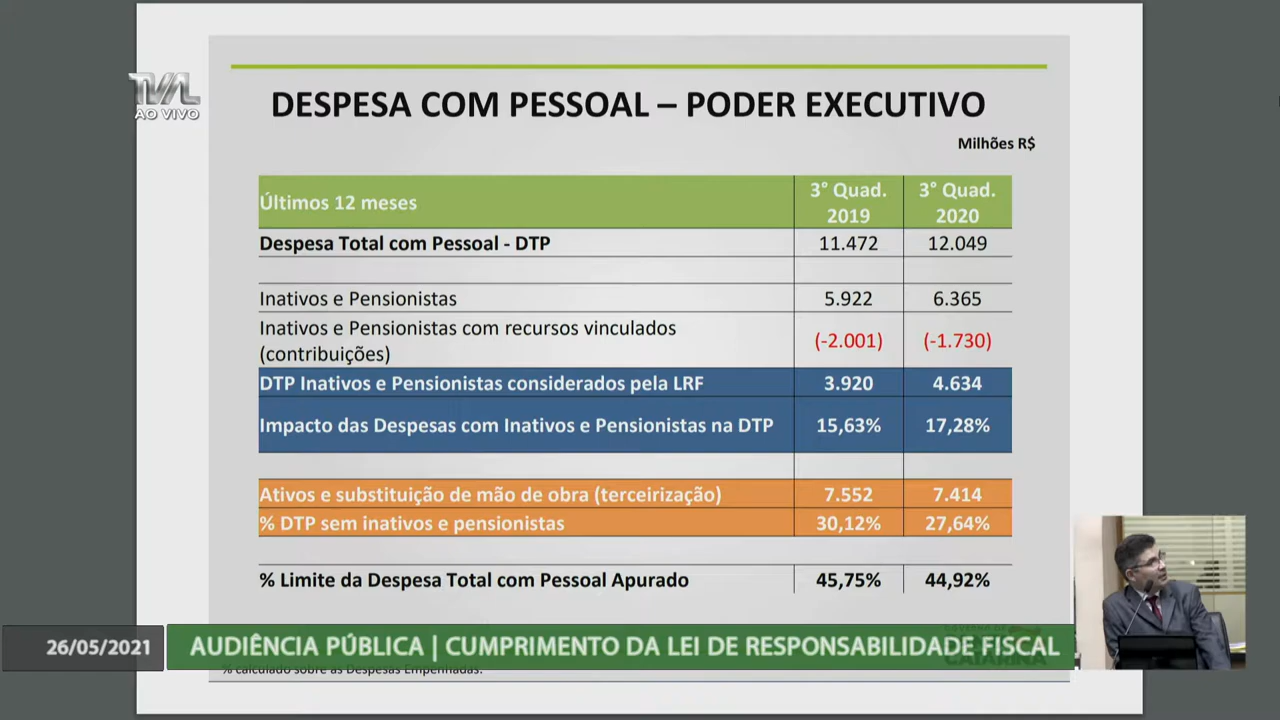 TVAL
AO VIVO
DESPESA COM PESSOAL – PODER EXECUTIVO
Milhões R$
Últimos 12 meses 3° Quad. 2019 3° Quad. 2020
Despesa Total com Pessoal - DTP 11.472 12.049
Inativos e Pensionistas 5.922 6.365
Inativos e Pensionistas com recursos vinculados
(contribuições) (-2.001) (-1.730)
DTP Inativos e Pensionistas considerados pela LRF 3.920 4.634
Impacto das Despesas com Inativos e Pensionistas na DTP 15,63% 17,28%
Ativos e substituição de mão de obra (terceirização) 7.552 7.414
% DTP sem inativos e pensionistas 30,12% 27,64%
% Limite da Despesa Total com Pessoal Apurado 45,75% 44,92%
26/05/2021 AUDIÊNCIA PÚBLICA | CUMPRIMENTO DA LEI DE RESPONSABILIDADE FISCAL
% calculado sobre as Despesas Empenhadas.